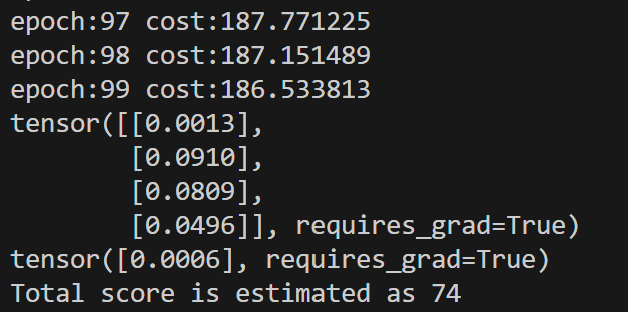 epoch:97 cost:187.771225
epoch:98 cost:187.151489
epoch:99 cost:186.533813
tensor([[0.0013],
        [0.0910],
        [0.0809],
        [0.0496]], requires_grad=True)
tensor([0.0006], requires_grad=True)
Total score is estimated as 74